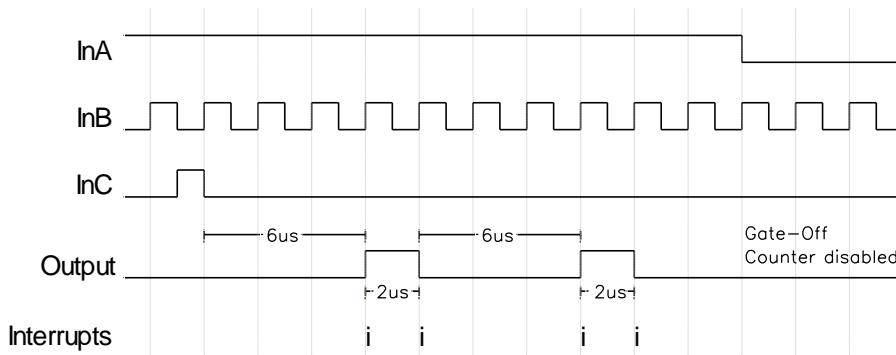 InA
InB
InC
6us 6us
Gate-Off
Counter disabled
Output
2us 2us
Interrupts i i i i